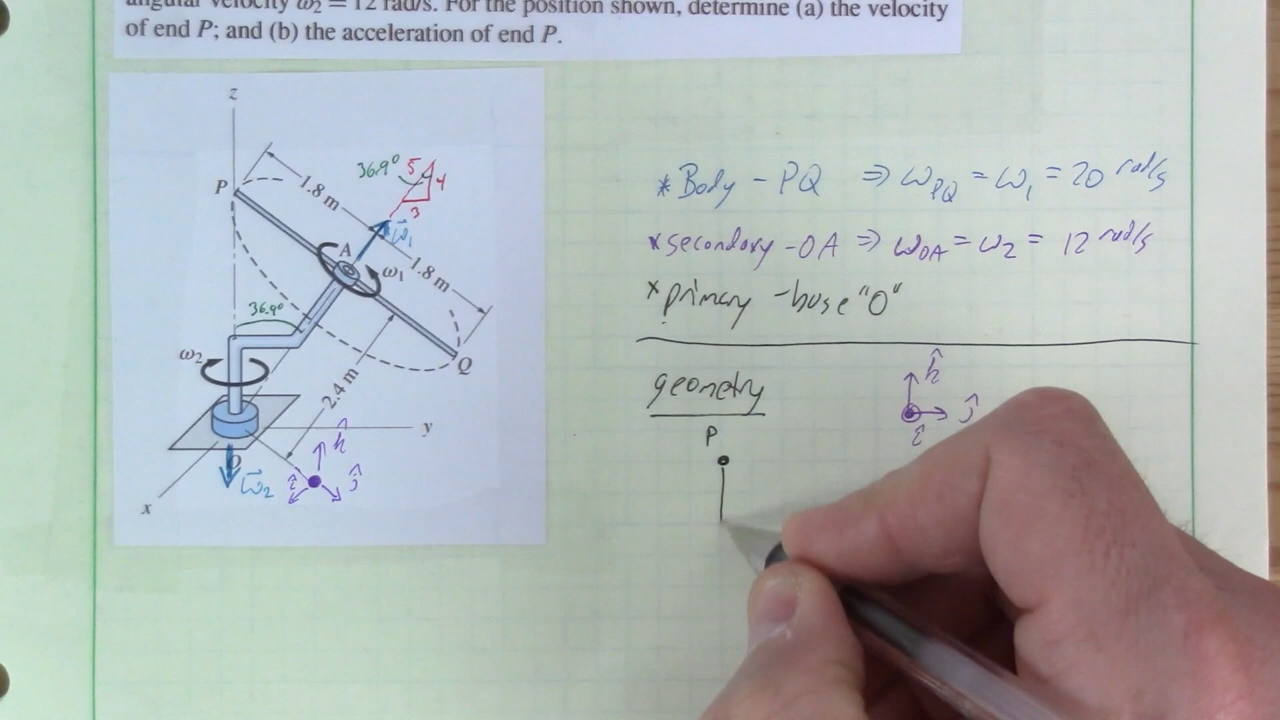 angular velocity ω2 = 12 rad/s. For the position shown, determine (a) the velocity
of end P; and (b) the acceleration of end P.
z
36.9° 5 4
3
P
1.8 m
ω⃗1
A
ω1
1.8 m
36.9°
ω2
Q
2.4 m
y
k̂
ω⃗2
î ĵ
x
* Body - PQ ⇒ ωPQ = ω1 = 20 rad/s
* secondary - OA ⇒ ωOA = ω2 = 12 rad/s
* primary - base "O"
geometry
k̂
ĵ
î
P